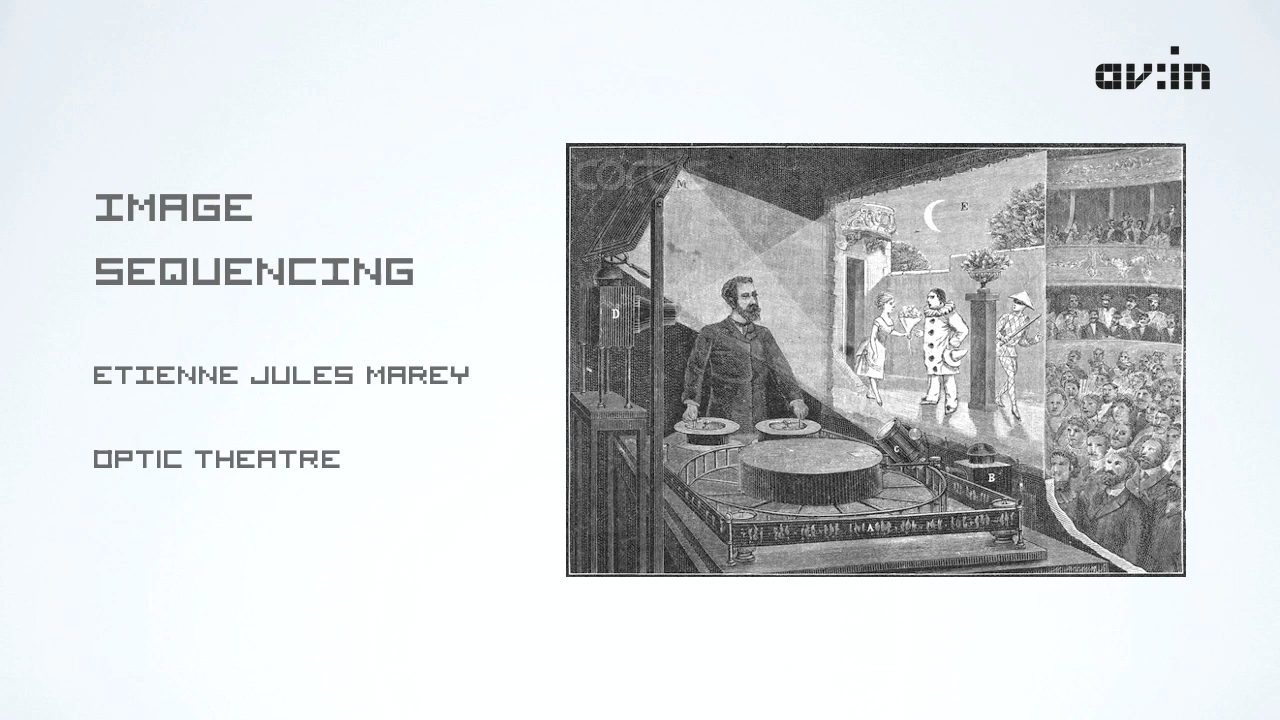 av:in
IMAGE
SEQUENCING
ETIENNE JULES MAREY
OPTIC THEATRE
M
E
D
C
B
A